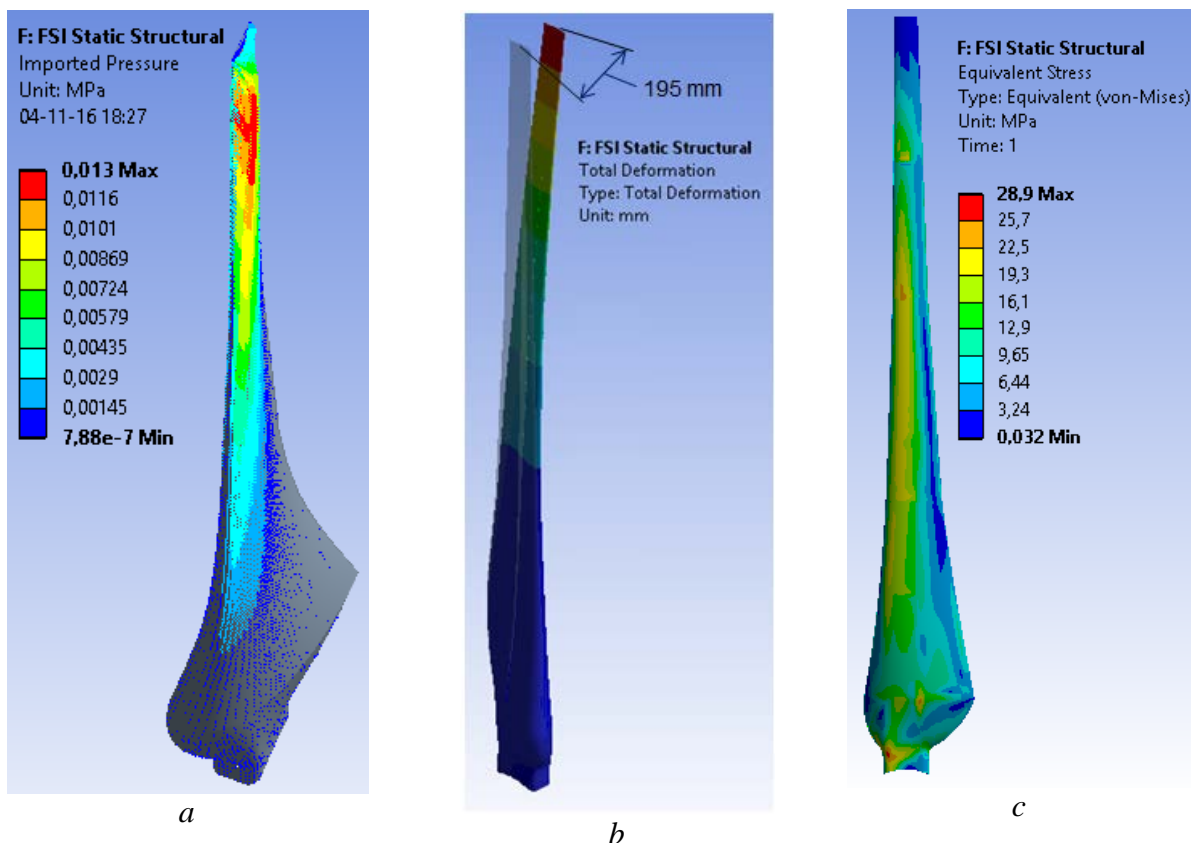 F: FSI Static Structural
Imported Pressure
Unit: MPa
04-11-16 18:27
0,013 Max
0,0116
0,0101
0,00869
0,00724
0,00579
0,00435
0,0029
0,00145
7,88e-7 Min
a
195 mm
F: FSI Static Structural
Total Deformation
Type: Total Deformation
Unit: mm
b
F: FSI Static Structural
Equivalent Stress
Type: Equivalent (von-Mises)
Unit: MPa
Time: 1
28,9 Max
25,7
22,5
19,3
16,1
12,9
9,65
6,44
3,24
0,032 Min
c